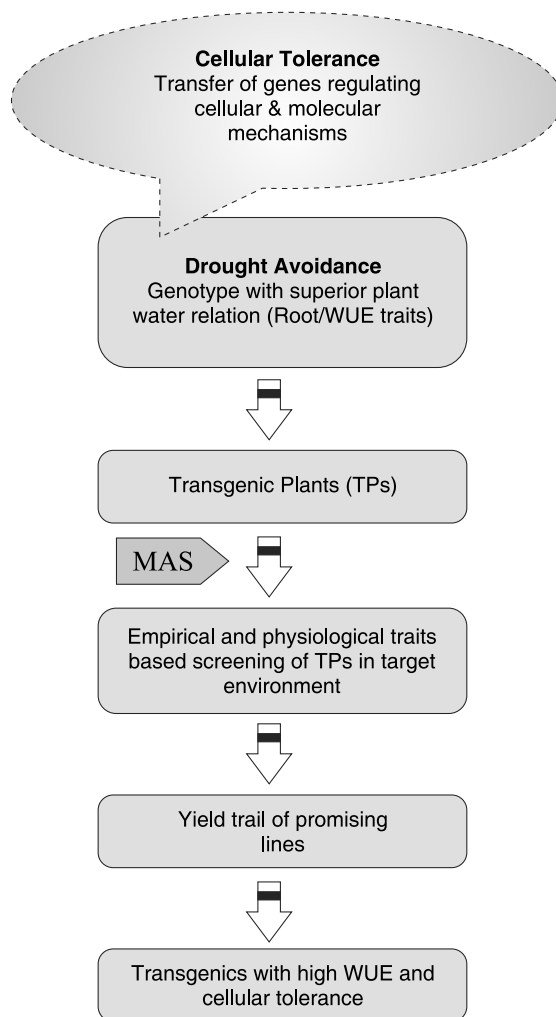 Cellular Tolerance
Transfer of genes regulating
cellular & molecular
mechanisms
Drought Avoidance
Genotype with superior plant
water relation (Root/WUE traits)
Transgenic Plants (TPs)
MAS
Empirical and physiological traits
based screening of TPs in target
environment
Yield trail of promising
lines
Transgenics with high WUE and
cellular tolerance